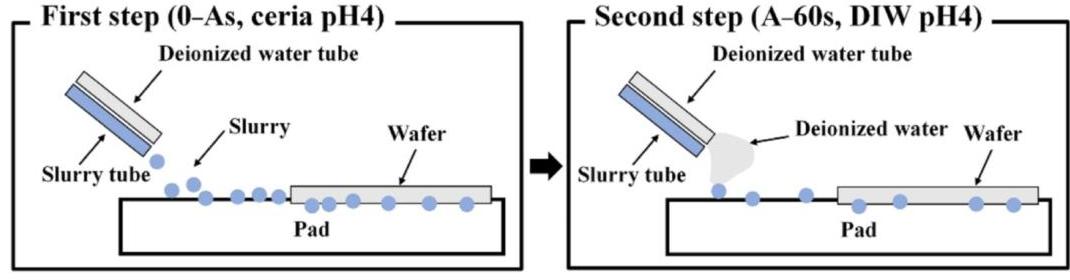 First step (0-As, ceria pH4)
Deionized water tube
Slurry
Wafer
Slurry tube
Pad
Second step (A-60s, DIW pH4)
Deionized water tube
Deionized water
Wafer
Slurry tube
Pad